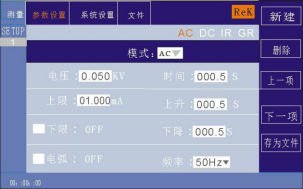 测量 参数设置 系统设置 文件 ReK 新建
SETUP AC DC IR GR
1 模式: AC 删除
电压: 0.050 KV 时间: 000.5 S 上一项
上限: 01.000 mA 上升: 000.5 S
下限: OFF 下降: 000.5 S 下一项
电弧: OFF 频率: 50Hz 存为文件
00: 00: 00